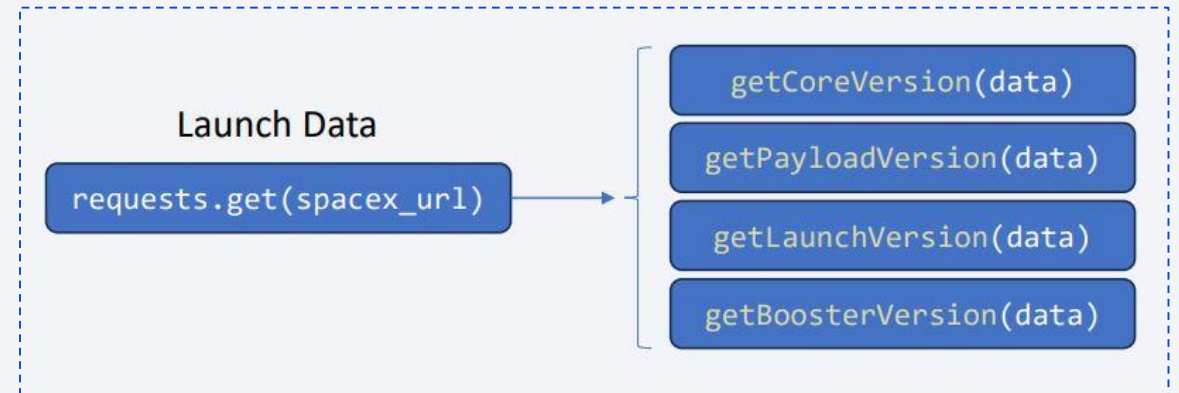 Launch Data
requests.get(spacex_url)
getCoreVersion(data)
getPayloadVersion(data)
getLaunchVersion(data)
getBoosterVersion(data)